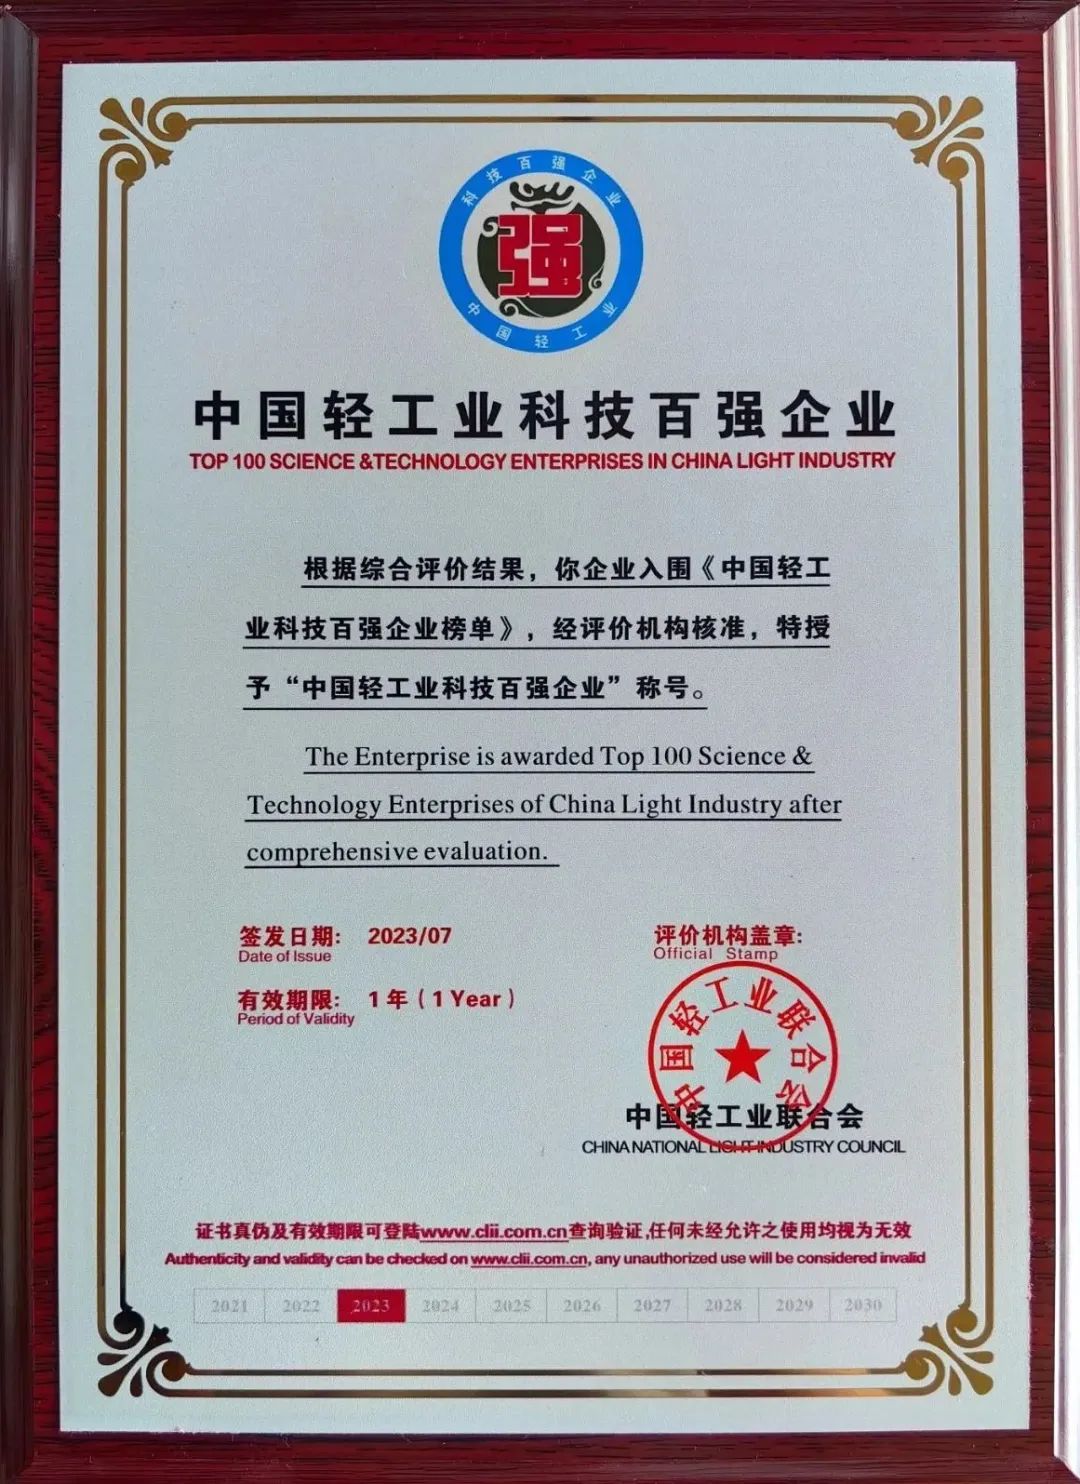 科技百强企业
强
中国轻工业
中国轻工业科技百强企业
TOP 100 SCIENCE &TECHNOLOGY ENTERPRISES IN CHINA LIGHT INDUSTRY
根据综合评价结果，你企业入围《中国轻工
业科技百强企业榜单》，经评价机构核准，特授
予“中国轻工业科技百强企业”称号。
The Enterprise is awarded Top 100 Science &
Technology Enterprises of China Light Industry after
comprehensive evaluation.
签发日期： 2023/07
Date of Issue
有效期限： 1 年（1 Year）
Period of Validity
评价机构盖章:
Official Stamp
中国轻工业联合会
中国轻工业联合会
CHINA NATIONAL LIGHT INDUSTRY COUNCIL
证书真伪及有效期限可登陆www.clii.com.cn查询验证,任何未经允许之使用均视为无效
Authenticity and validity can be checked on www.clii.com.cn, any unauthorized use will be considered invalid
2021 2022 2023 2024 2025 2026 2027 2028 2029 2030